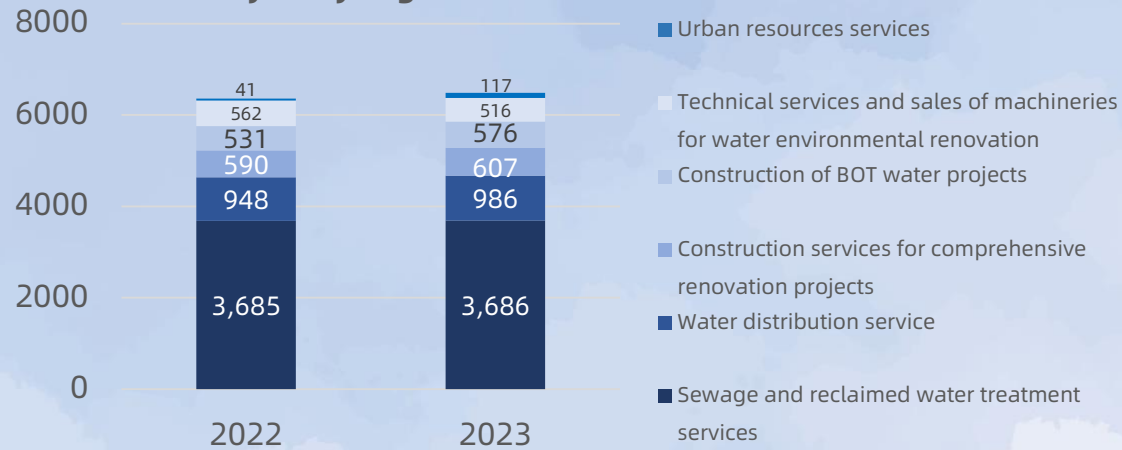 8000
6000
4000
2000
0
41
562
531
590
948
3,685
2022
117
516
576
607
986
3,686
2023
Urban resources services
Technical services and sales of machineries
for water environmental renovation
Construction of BOT water projects
Construction services for comprehensive
renovation projects
Water distribution service
Sewage and reclaimed water treatment
services